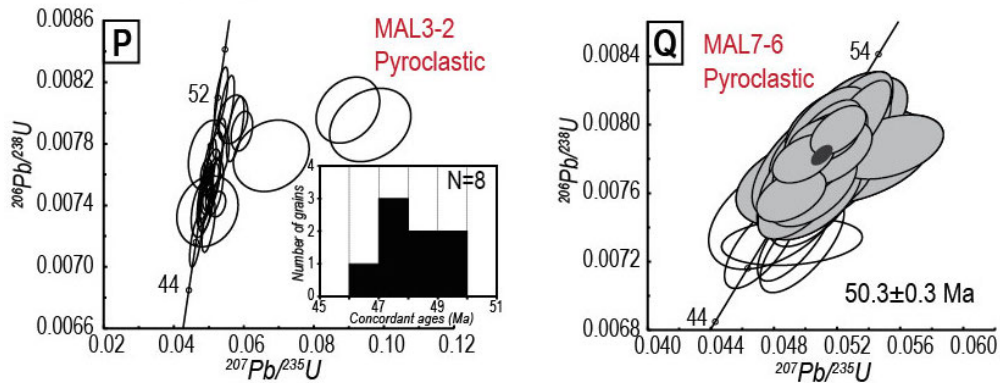 P
MAL3-2
Pyroclastic
0.0086
0.0082
0.0078
0.0074
0.0070
0.0066
206Pb/238U
52
44
0.02 0.04 0.06 0.08 0.10 0.12
207Pb/235U
N=8
Number of grains
4
3
2
1
0
45 47 49 51
Concordant ages (Ma)
Q
MAL7-6
Pyroclastic
0.0084
0.0080
0.0076
0.0072
0.0068
206Pb/238U
54
44
50.3±0.3 Ma
0.040 0.044 0.048 0.052 0.056 0.060
207Pb/235U